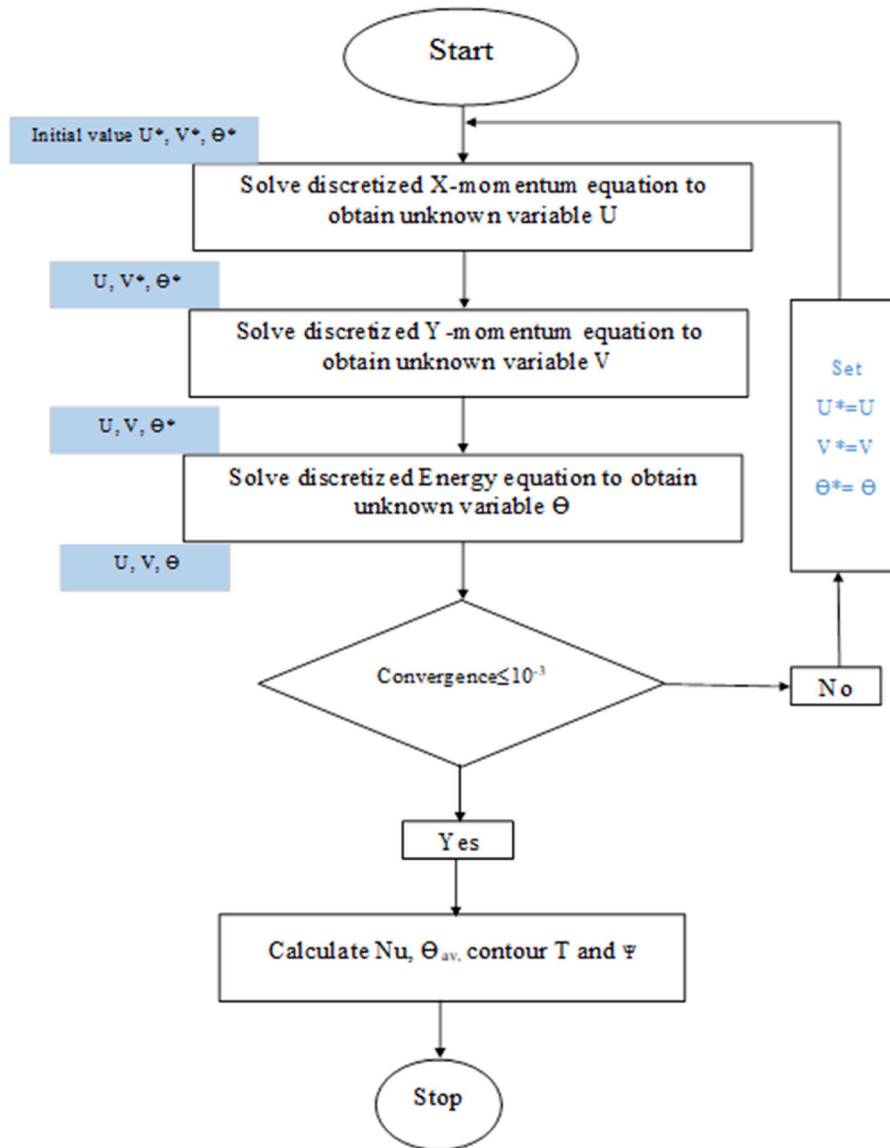 Start
Initial value U*, V*, Ɵ*
Solve discretized X-momentum equation to
obtain unknown variable U
U, V*, Ɵ*
Solve discretized Y-momentum equation to
obtain unknown variable V
U, V, Ɵ*
Solve discretized Energy equation to obtain
unknown variable Ɵ
U, V, Ɵ
Set
U*=U
V*=V
Ɵ*= Ɵ
Convergence≤10⁻³
No
Yes
Calculate Nu, Ɵav, contour T and Ψ
Stop